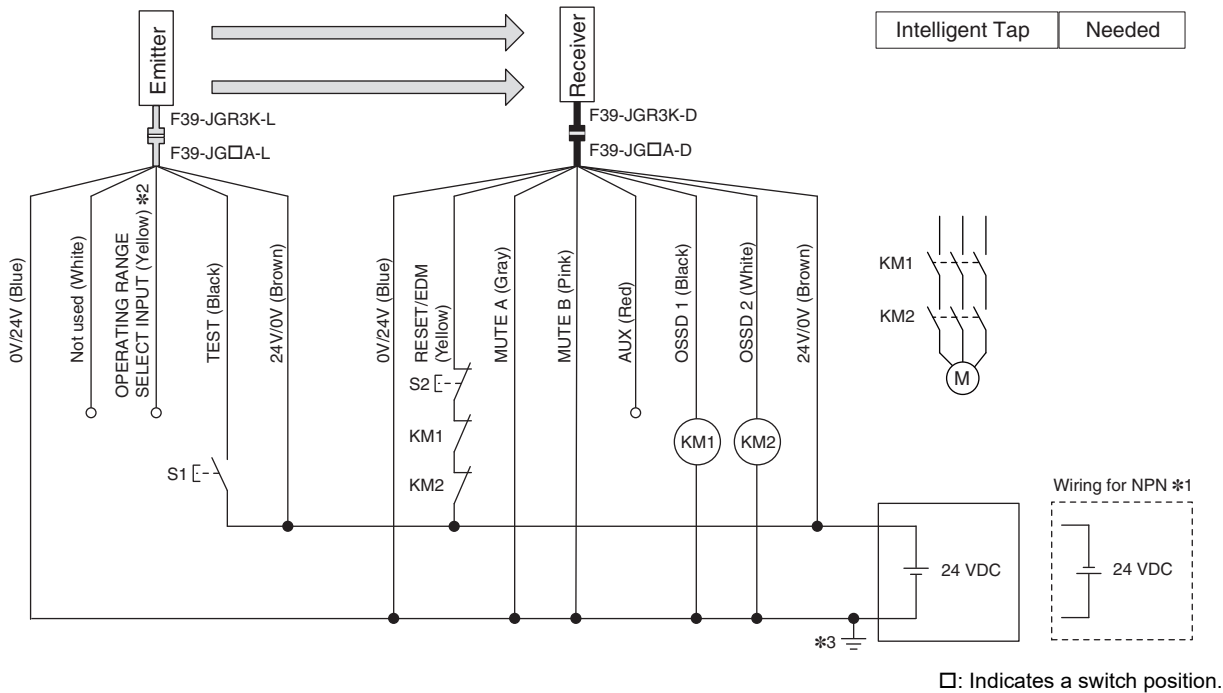 Emitter
Receiver
Intelligent Tap
Needed
F39-JGR3K-L
F39-JG□A-L
F39-JGR3K-D
F39-JG□A-D
0V/24V (Blue)
Not used (White)
OPERATING RANGE
SELECT INPUT (Yellow) ✻2
TEST (Black)
24V/0V (Brown)
0V/24V (Blue)
RESET/EDM
(Yellow)
MUTE A (Gray)
MUTE B (Pink)
AUX (Red)
OSSD 1 (Black)
OSSD 2 (White)
24V/0V (Brown)
KM1
KM2
M
S2
KM1
KM2
KM1
KM2
S1
Wiring for NPN ✻1
24 VDC
24 VDC
✻3
□: Indicates a switch position.